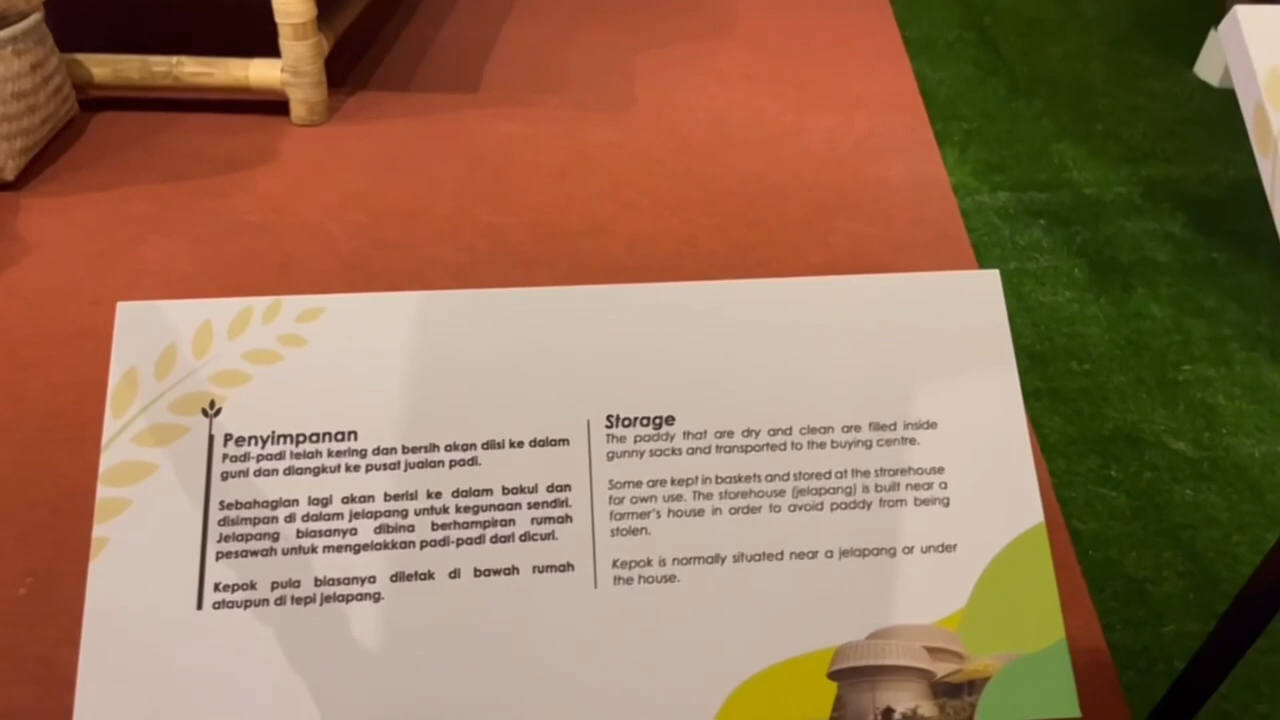 Penyimpanan
Padi-padi telah kering dan bersih akan diisi ke dalam
guni dan diangkut ke pusat jualan padi.
Sebahagian lagi akan berisi ke dalam bakul dan
disimpan di dalam jelapang untuk kegunaan sendiri.
Jelapang biasanya dibina berhampiran rumah
pesawah untuk mengelakkan padi-padi dari dicuri.
Kepok pula biasanya diletak di bawah rumah
ataupun di tepi jelapang.
Storage
The paddy that are dry and clean are filled inside
gunny sacks and transported to the buying centre.
Some are kept in baskets and stored at the strorehouse
for own use. The storehouse (jelapang) is built near a
farmer's house in order to avoid paddy from being
stolen.
Kepok is normally situated near a jelapang or under
the house.